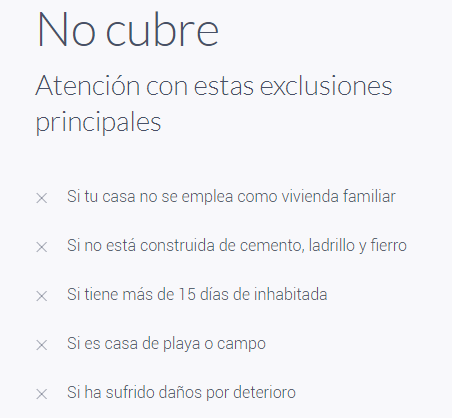 No cubre
Atención con estas exclusiones
principales
Si tu casa no se emplea como vivienda familiar
Si no está construida de cemento, ladrillo y fierro
Si tiene más de 15 días de inhabitada
Si es casa de playa o campo
Si ha sufrido daños por deterioro